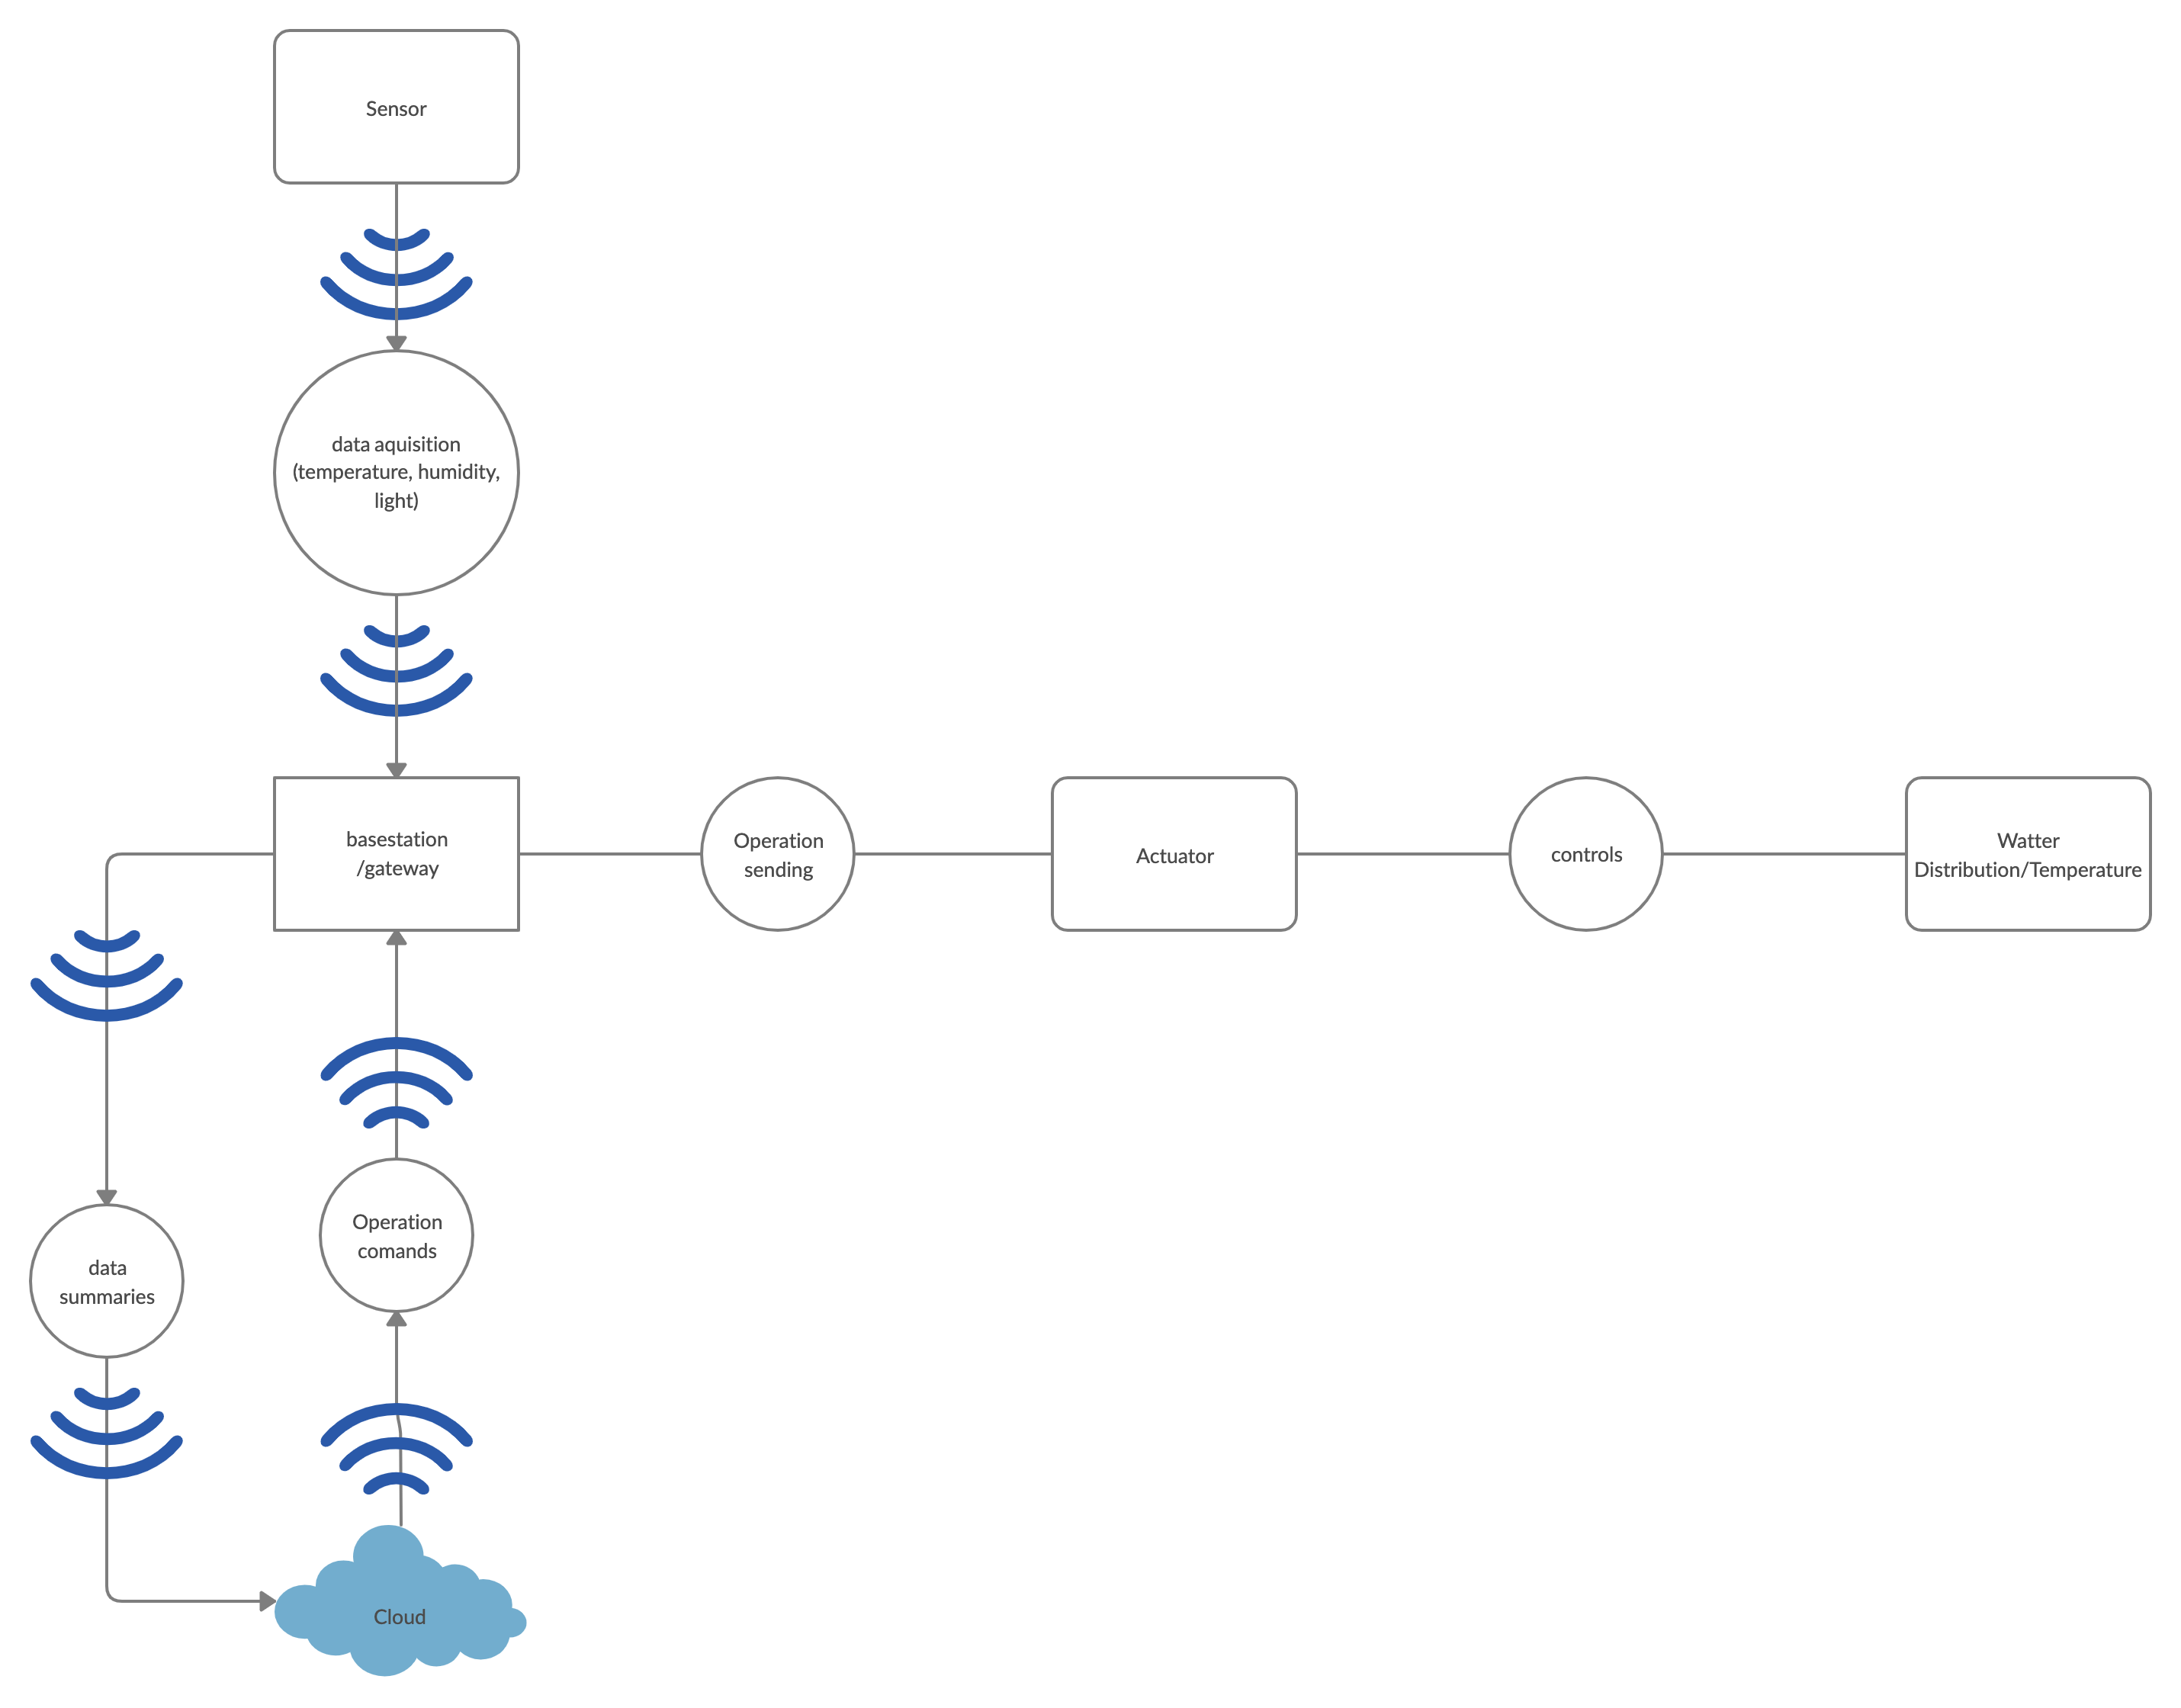 Sensor
data aquisition
(temperature, humidity,
light)
basestation
/gateway
Operation
sending
Actuator
controls
Watter
Distribution/Temperature
Operation
comands
data
summaries
Cloud